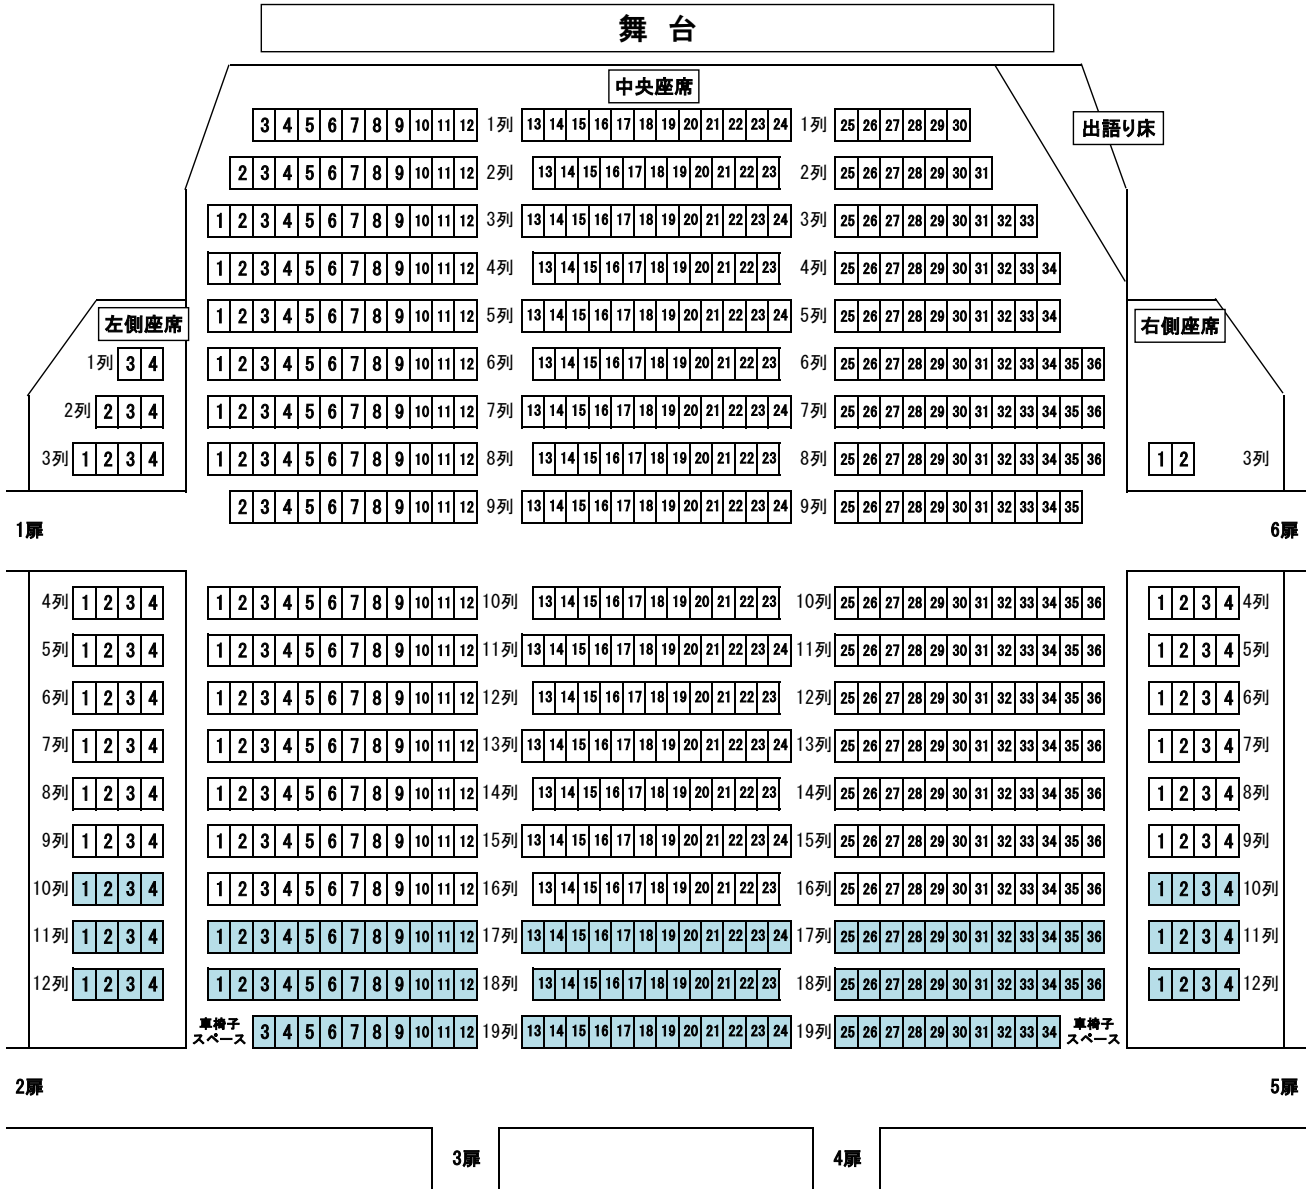 舞台
中央座席
3 4 5 6 7 8 9 10 11 12 1列 13 14 15 16 17 18 19 20 21 22 23 24 1列 25 26 27 28 29 30
出語り床
2 3 4 5 6 7 8 9 10 11 12 2列 13 14 15 16 17 18 19 20 21 22 23 2列 25 26 27 28 29 30 31
1 2 3 4 5 6 7 8 9 10 11 12 3列 13 14 15 16 17 18 19 20 21 22 23 24 3列 25 26 27 28 29 30 31 32 33
1 2 3 4 5 6 7 8 9 10 11 12 4列 13 14 15 16 17 18 19 20 21 22 23 4列 25 26 27 28 29 30 31 32 33 34
左側座席 1 2 3 4 5 6 7 8 9 10 11 12 5列 13 14 15 16 17 18 19 20 21 22 23 24 5列 25 26 27 28 29 30 31 32 33 34 右側座席
1列 3 4 1 2 3 4 5 6 7 8 9 10 11 12 6列 13 14 15 16 17 18 19 20 21 22 23 6列 25 26 27 28 29 30 31 32 33 34 35 36
2列 2 3 4 1 2 3 4 5 6 7 8 9 10 11 12 7列 13 14 15 16 17 18 19 20 21 22 23 24 7列 25 26 27 28 29 30 31 32 33 34 35 36
3列 1 2 3 4 1 2 3 4 5 6 7 8 9 10 11 12 8列 13 14 15 16 17 18 19 20 21 22 23 8列 25 26 27 28 29 30 31 32 33 34 35 36 1 2 3列
2 3 4 5 6 7 8 9 10 11 12 9列 13 14 15 16 17 18 19 20 21 22 23 24 9列 25 26 27 28 29 30 31 32 33 34 35
1扉 6扉
4列 1 2 3 4 1 2 3 4 5 6 7 8 9 10 11 12 10列 13 14 15 16 17 18 19 20 21 22 23 10列 25 26 27 28 29 30 31 32 33 34 35 36 1 2 3 4 4列
5列 1 2 3 4 1 2 3 4 5 6 7 8 9 10 11 12 11列 13 14 15 16 17 18 19 20 21 22 23 24 11列 25 26 27 28 29 30 31 32 33 34 35 36 1 2 3 4 5列
6列 1 2 3 4 1 2 3 4 5 6 7 8 9 10 11 12 12列 13 14 15 16 17 18 19 20 21 22 23 12列 25 26 27 28 29 30 31 32 33 34 35 36 1 2 3 4 6列
7列 1 2 3 4 1 2 3 4 5 6 7 8 9 10 11 12 13列 13 14 15 16 17 18 19 20 21 22 23 24 13列 25 26 27 28 29 30 31 32 33 34 35 36 1 2 3 4 7列
8列 1 2 3 4 1 2 3 4 5 6 7 8 9 10 11 12 14列 13 14 15 16 17 18 19 20 21 22 23 14列 25 26 27 28 29 30 31 32 33 34 35 36 1 2 3 4 8列
9列 1 2 3 4 1 2 3 4 5 6 7 8 9 10 11 12 15列 13 14 15 16 17 18 19 20 21 22 23 24 15列 25 26 27 28 29 30 31 32 33 34 35 36 1 2 3 4 9列
10列 1 2 3 4 1 2 3 4 5 6 7 8 9 10 11 12 16列 13 14 15 16 17 18 19 20 21 22 23 16列 25 26 27 28 29 30 31 32 33 34 35 36 1 2 3 4 10列
11列 1 2 3 4 1 2 3 4 5 6 7 8 9 10 11 12 17列 13 14 15 16 17 18 19 20 21 22 23 24 17列 25 26 27 28 29 30 31 32 33 34 35 36 1 2 3 4 11列
12列 1 2 3 4 1 2 3 4 5 6 7 8 9 10 11 12 18列 13 14 15 16 17 18 19 20 21 22 23 18列 25 26 27 28 29 30 31 32 33 34 35 36 1 2 3 4 12列
車椅子
スペース 3 4 5 6 7 8 9 10 11 12 19列 13 14 15 16 17 18 19 20 21 22 23 24 19列 25 26 27 28 29 30 31 32 33 34 車椅子
スペース
2扉 5扉
3扉 4扉